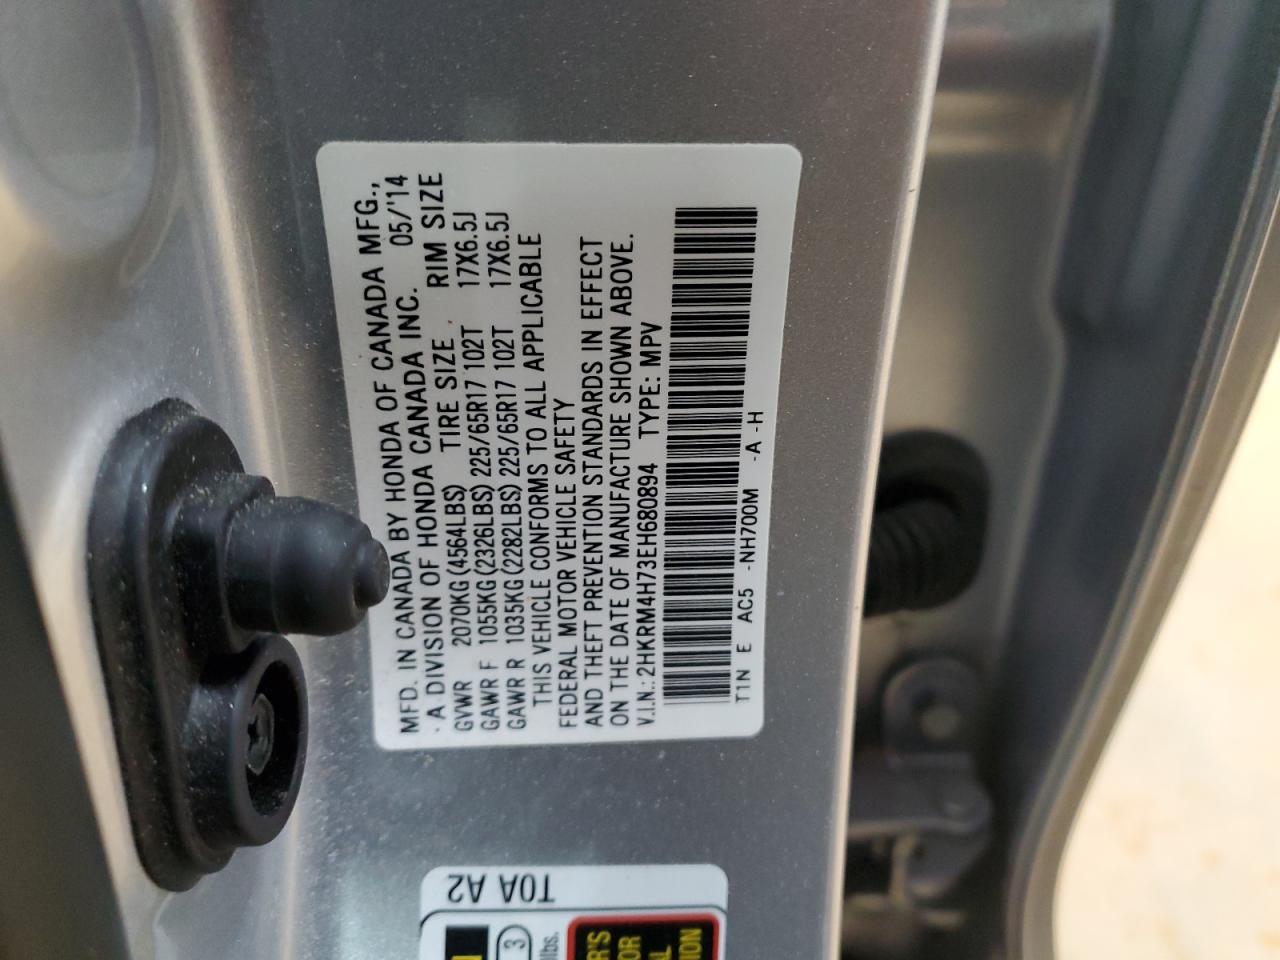 MFD. IN CANADA BY HONDA OF CANADA MFG.,
· A DIVISION OF HONDA CANADA INC. 05/'14
GVWR 2070KG (4564LBS) TIRE SIZE RIM SIZE
GAWR F 1055KG (2326LBS) 225/65R17 102T 17X6.5J
GAWR R 1035KG (2282LBS) 225/65R17 102T 17X6.5J
THIS VEHICLE CONFORMS TO ALL APPLICABLE
FEDERAL MOTOR VEHICLE SAFETY
AND THEFT PREVENTION STANDARDS IN EFFECT
ON THE DATE OF MANUFACTURE SHOWN ABOVE.
V.I.N.: 2HKRM4H73EH680894 TYPE: MPV
T1N E AC5 -NH700M -A -H
T0A A2
3
lbs.